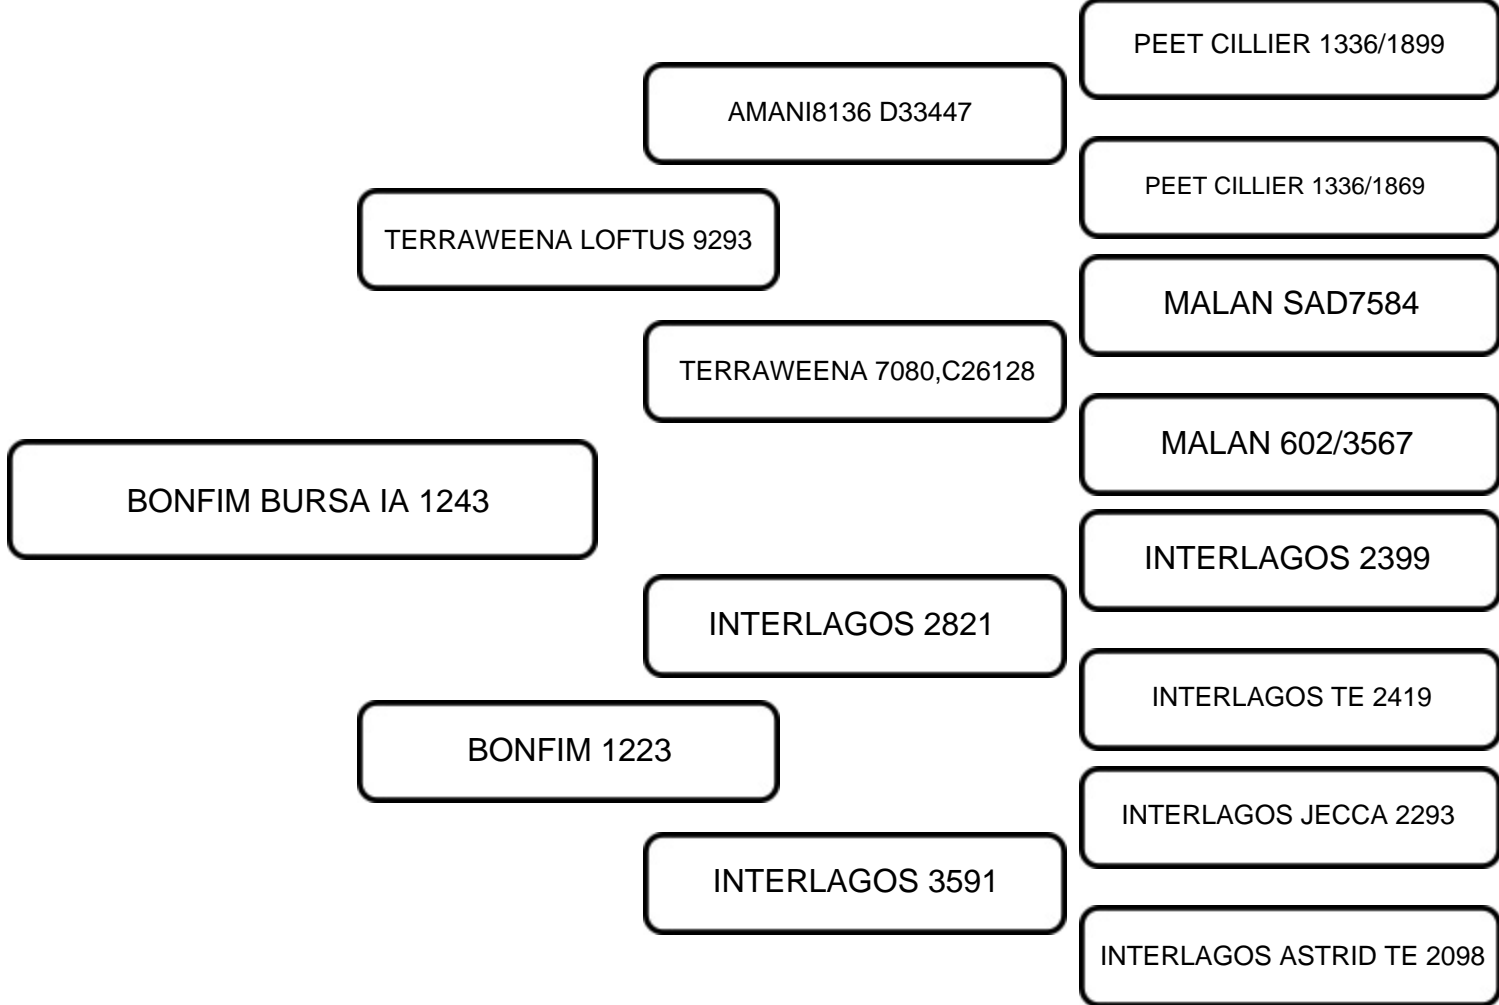 PEET CILLIER 1336/1899
AMANI8136 D33447
PEET CILLIER 1336/1869
TERRAWEENA LOFTUS 9293
MALAN SAD7584
TERRAWEENA 7080,C26128
MALAN 602/3567
BONFIM BURSA IA 1243
INTERLAGOS 2399
INTERLAGOS 2821
INTERLAGOS TE 2419
BONFIM 1223
INTERLAGOS JECCA 2293
INTERLAGOS 3591
INTERLAGOS ASTRID TE 2098